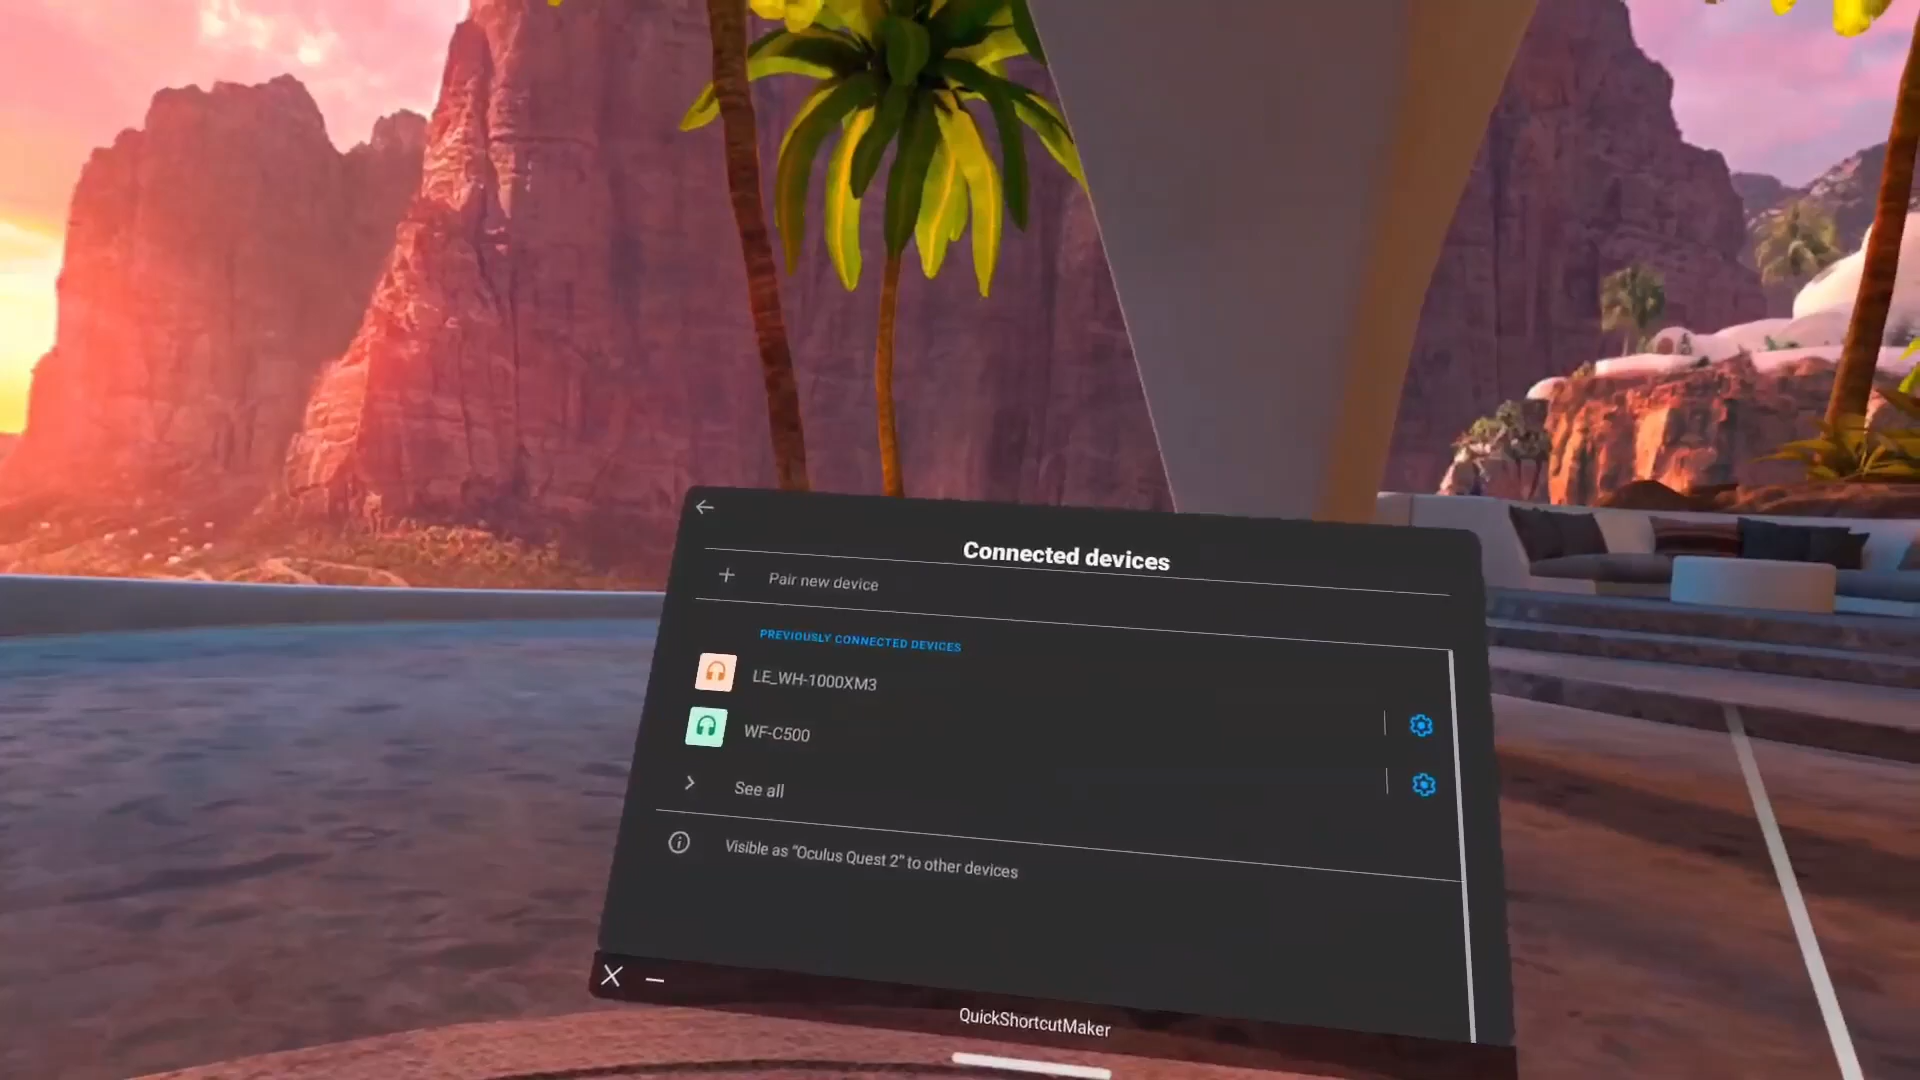 Connected devices
Pair new device
PREVIOUSLY CONNECTED DEVICES
LE_WH-1000XM3
WF-C500
See all
Visible as “Oculus Quest 2” to other devices
QuickShortcutMaker